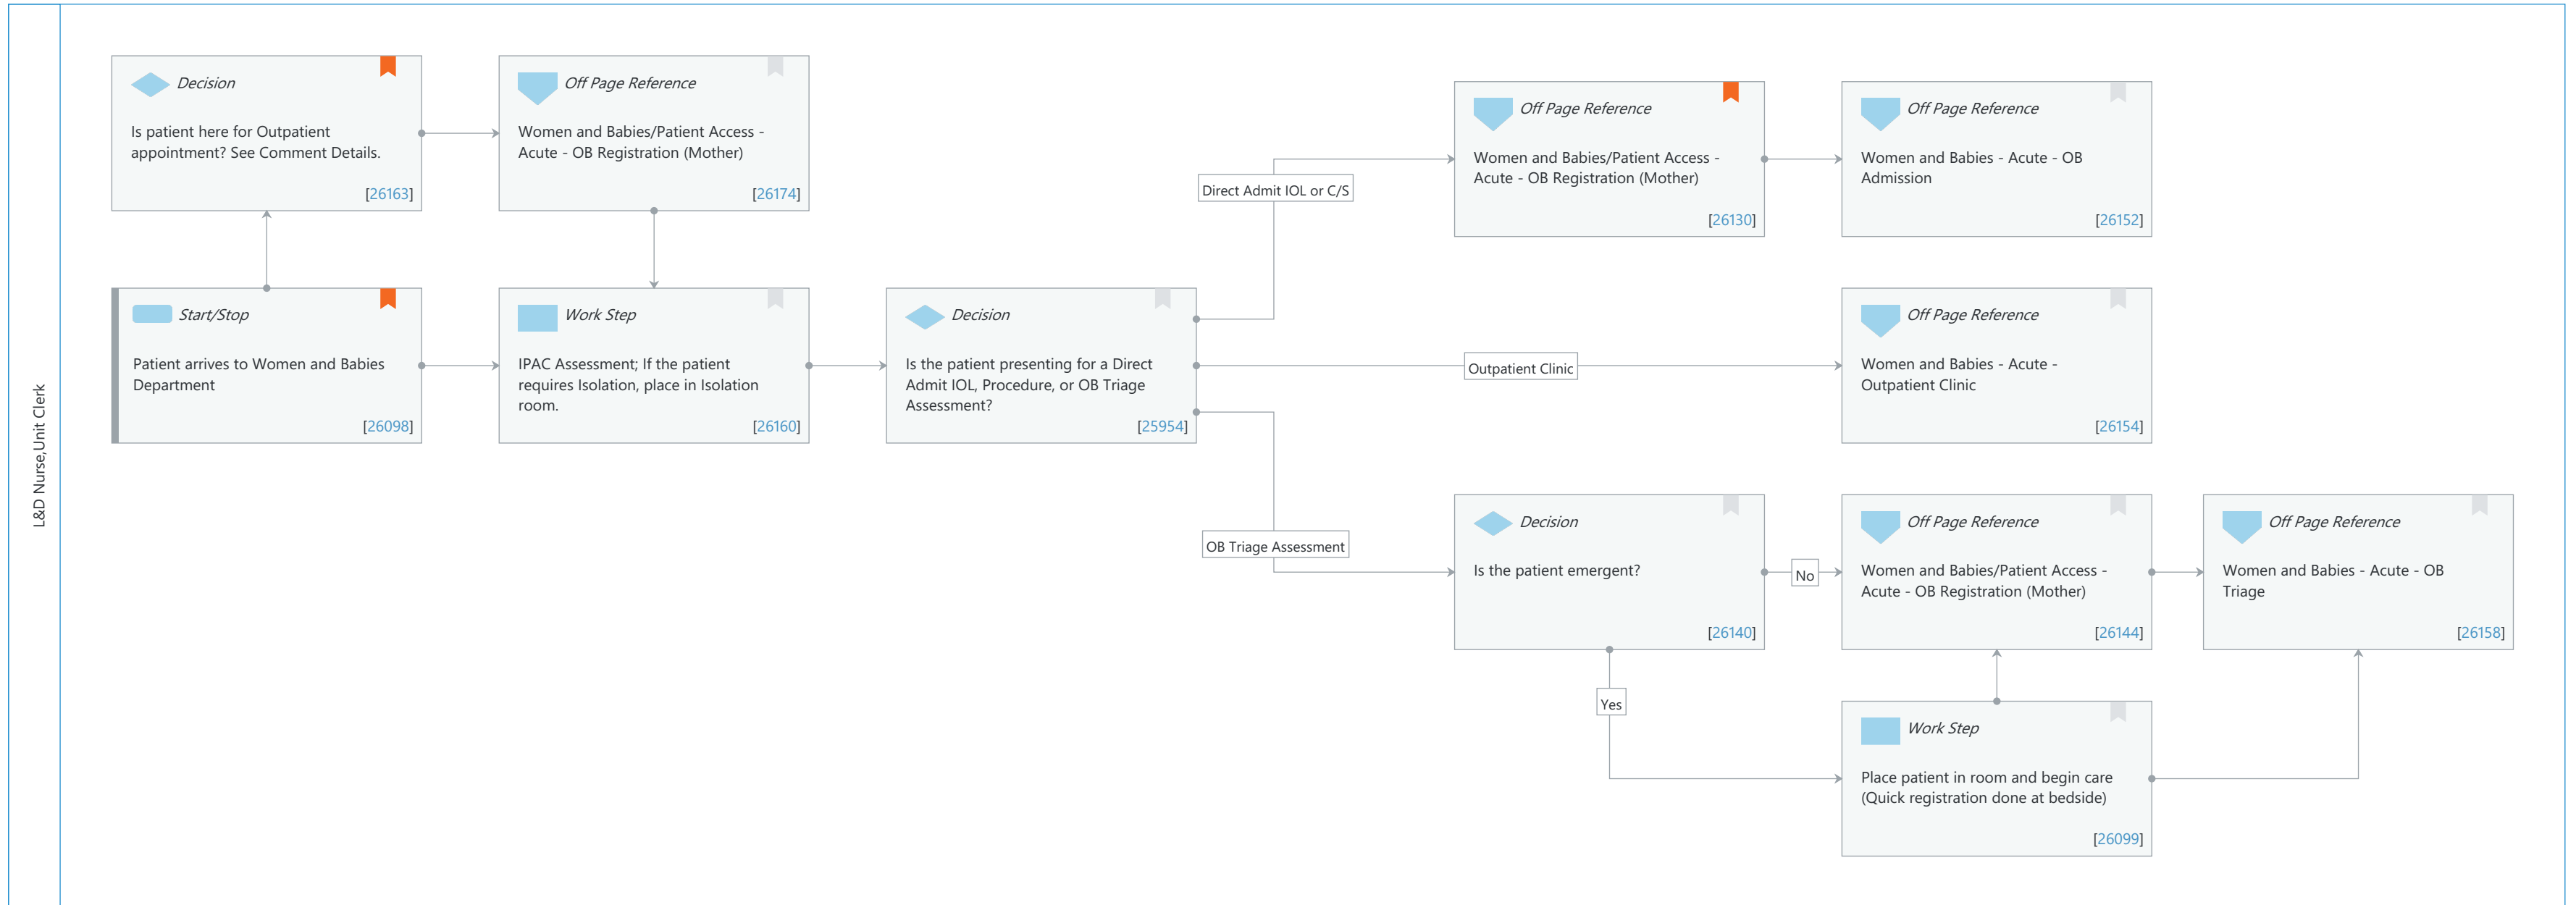 L&D Nurse,Unit Clerk
Decision
Is patient here for Outpatient
appointment? See Comment Details.
[26163]
Off Page Reference
Women and Babies/Patient Access -
Acute - OB Registration (Mother)
[26174]
Off Page Reference
Women and Babies/Patient Access -
Acute - OB Registration (Mother)
[26130]
Off Page Reference
Women and Babies - Acute - OB
Admission
[26152]
Direct Admit IOL or C/S
Start/Stop
Patient arrives to Women and Babies
Department
[26098]
Work Step
IPAC Assessment; If the patient
requires Isolation, place in Isolation
room.
[26160]
Decision
Is the patient presenting for a Direct
Admit IOL, Procedure, or OB Triage
Assessment?
[25954]
Outpatient Clinic
Off Page Reference
Women and Babies - Acute -
Outpatient Clinic
[26154]
OB Triage Assessment
Decision
Is the patient emergent?
[26140]
No
Off Page Reference
Women and Babies/Patient Access -
Acute - OB Registration (Mother)
[26144]
Off Page Reference
Women and Babies - Acute - OB
Triage
[26158]
Yes
Work Step
Place patient in room and begin care
(Quick registration done at bedside)
[26099]